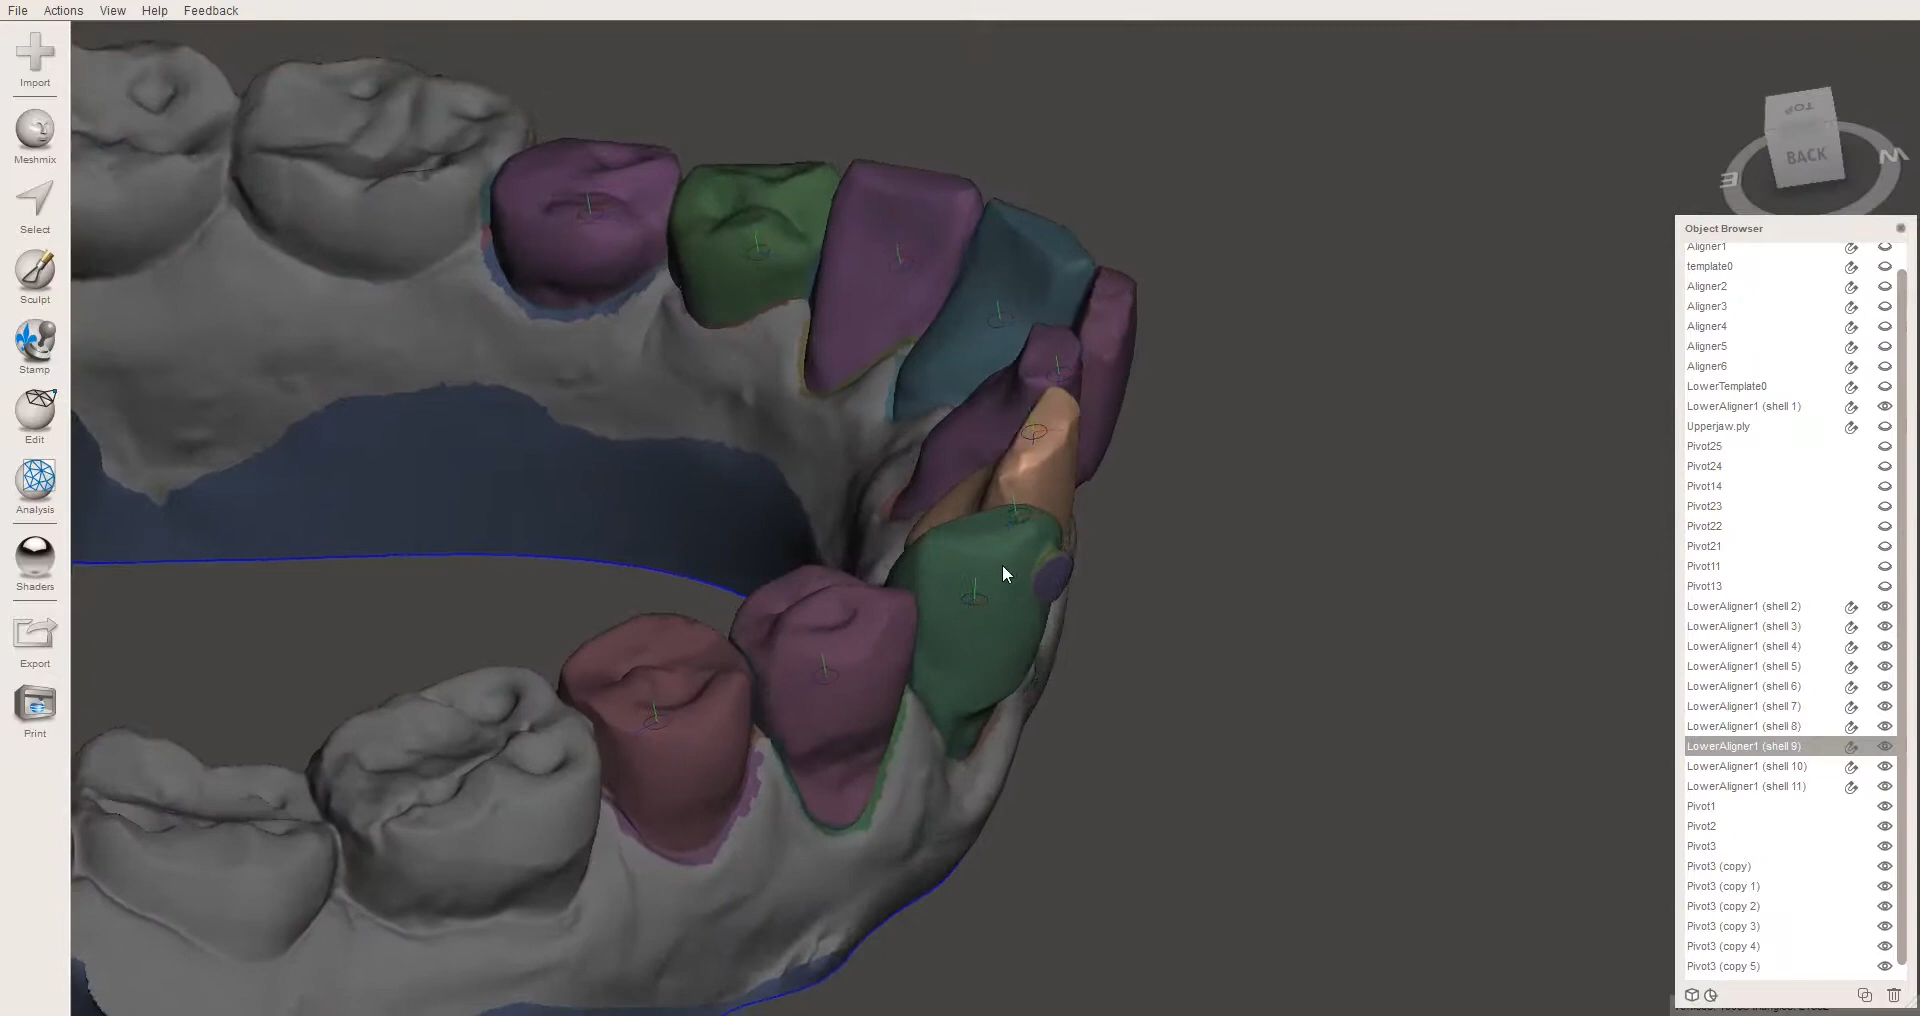 File Actions View Help Feedback
Import
Meshmix
Select
Sculpt
Stamp
Edit
Analysis
Shaders
Export
Print
TOP
BACK
E
W
Object Browser
Aligner1
template0
Aligner2
Aligner3
Aligner4
Aligner5
Aligner6
LowerTemplate0
LowerAligner1 (shell 1)
Upperjaw.ply
Pivot25
Pivot24
Pivot14
Pivot23
Pivot22
Pivot21
Pivot11
Pivot13
LowerAligner1 (shell 2)
LowerAligner1 (shell 3)
LowerAligner1 (shell 4)
LowerAligner1 (shell 5)
LowerAligner1 (shell 6)
LowerAligner1 (shell 7)
LowerAligner1 (shell 8)
LowerAligner1 (shell 9)
LowerAligner1 (shell 10)
LowerAligner1 (shell 11)
Pivot1
Pivot2
Pivot3
Pivot3 (copy)
Pivot3 (copy 1)
Pivot3 (copy 2)
Pivot3 (copy 3)
Pivot3 (copy 4)
Pivot3 (copy 5)